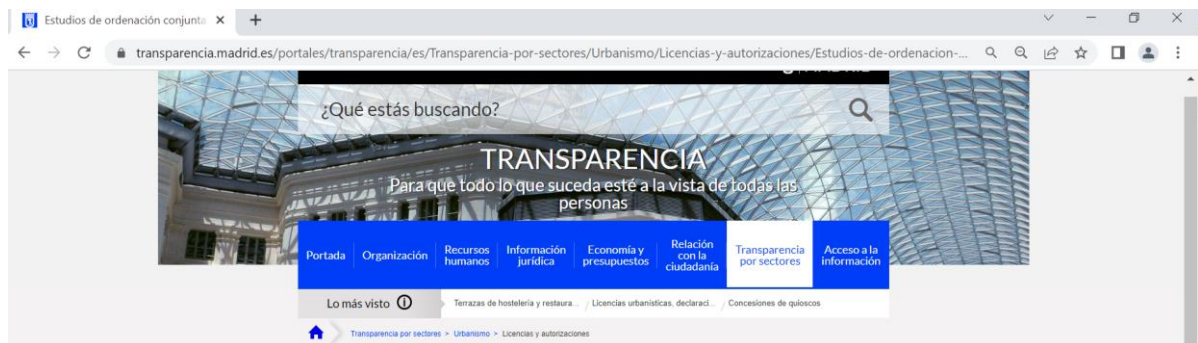 Estudios de ordenación conjunta
transparencia.madrid.es/portales/transparencia/es/Transparencia-por-sectores/Urbanismo/Licencias-y-autorizaciones/Estudios-de-ordenacion-...
¿Qué estás buscando?
TRANSPARENCIA
Para que todo lo que suceda esté a la vista de todas las
personas
Portada
Organización
Recursos
humanos
Información
jurídica
Economía y
presupuestos
Relación
con la
ciudadanía
Transparencia
por sectores
Acceso a la
información
Lo más visto
Terrazas de hostelería y restaura... / Licencias urbanísticas, declaraci... / Concesiones de quioscos
Transparencia por sectores > Urbanismo > Licencias y autorizaciones